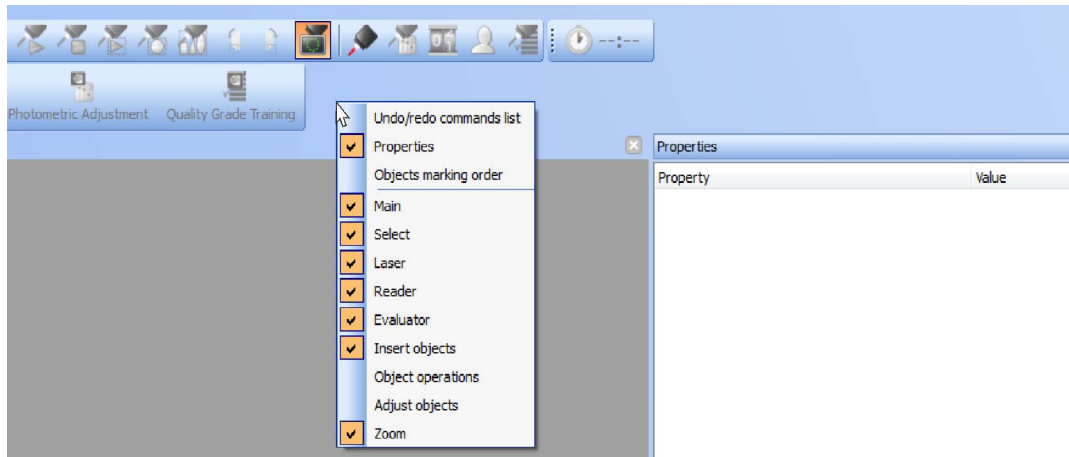 --:--
Photometric Adjustment Quality Grade Training
Undo/redo commands list
Properties
Objects marking order
Main
Select
Laser
Reader
Evaluator
Insert objects
Object operations
Adjust objects
Zoom
Properties
Property Value